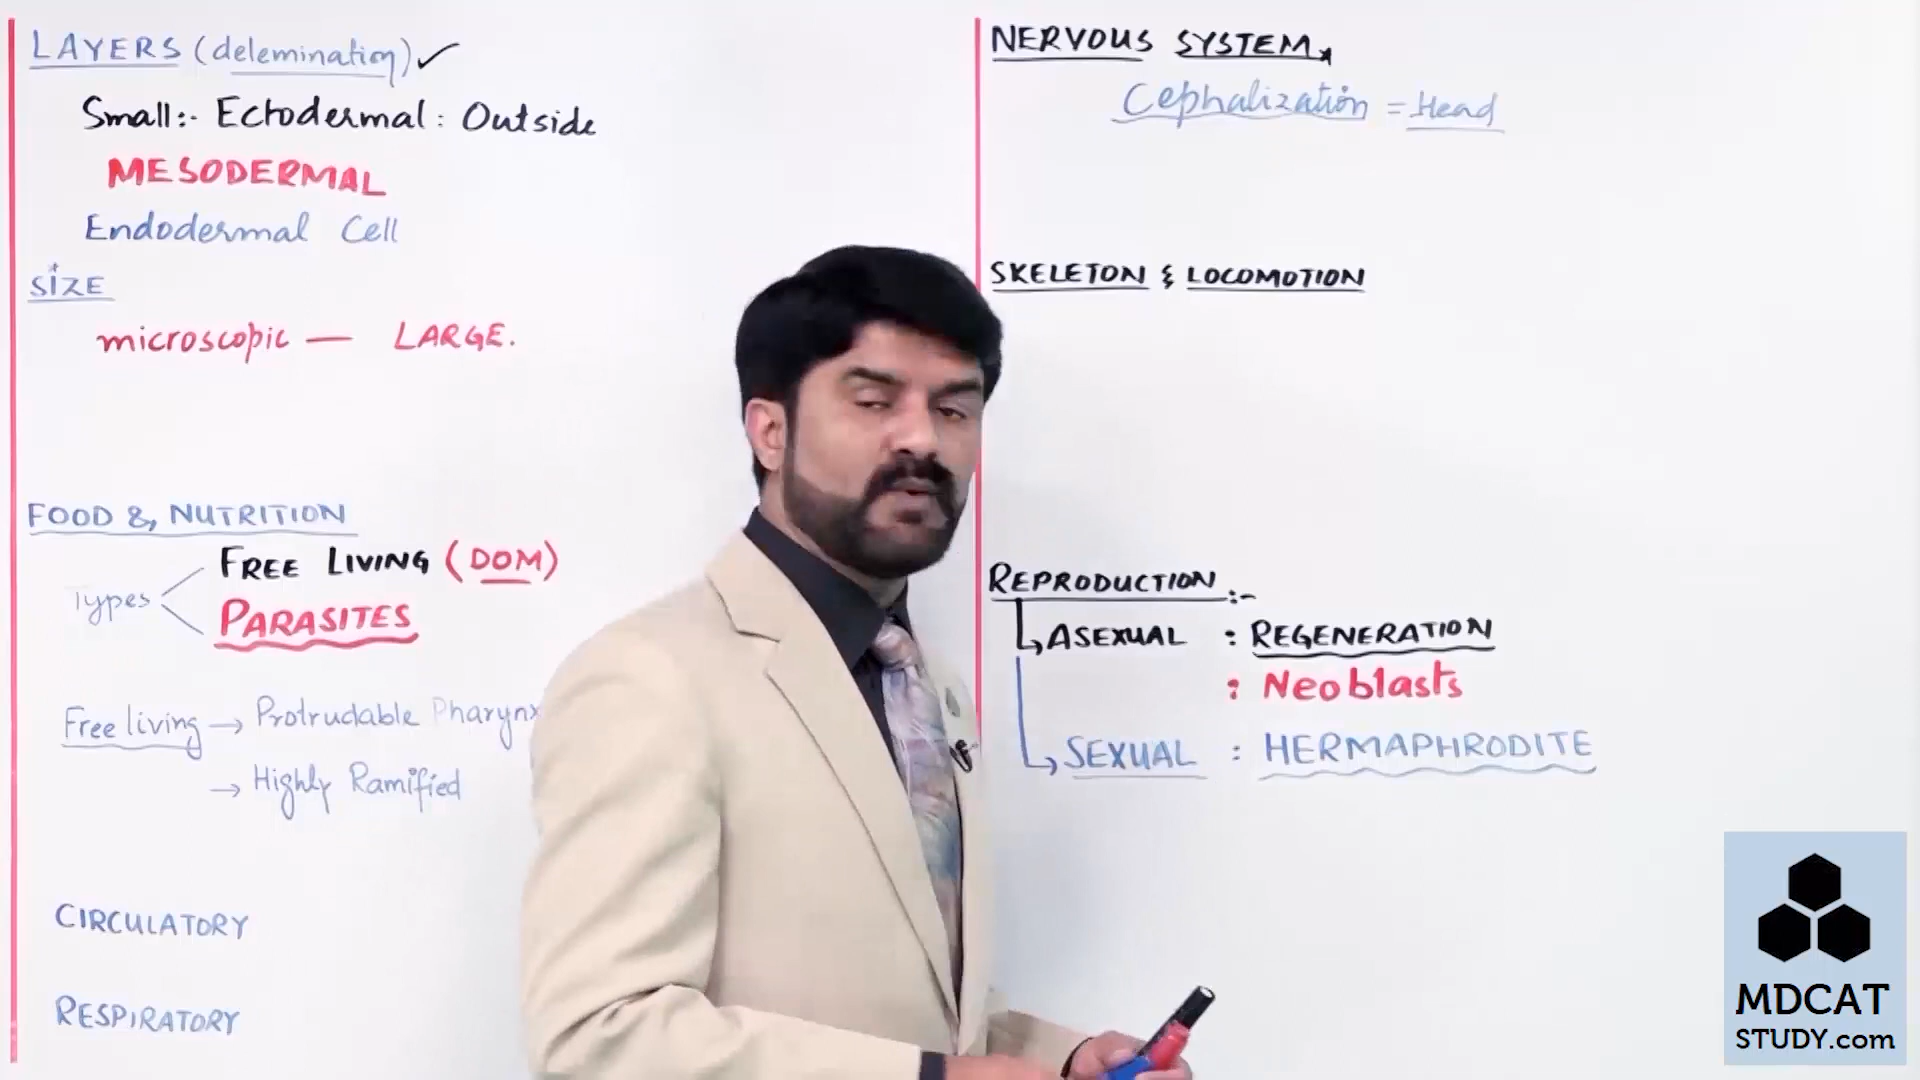 LAYERS (delemination) ✓
Small:- Ectodermal : Outside
MESODERMAL
Endodermal Cell
SIZE
microscopic — LARGE.
FOOD &, NUTRITION
Types
FREE LIVING (DOM)
PARASITES
Free living → Protrudable Pharynx
→ Highly Ramified
CIRCULATORY
RESPIRATORY
NERVOUS SYSTEM
Cephalization = Head
SKELETON & LOCOMOTION
REPRODUCTION :-
ASEXUAL : REGENERATION
: Neoblasts
SEXUAL : HERMAPHRODITE
MDCAT
STUDY.com